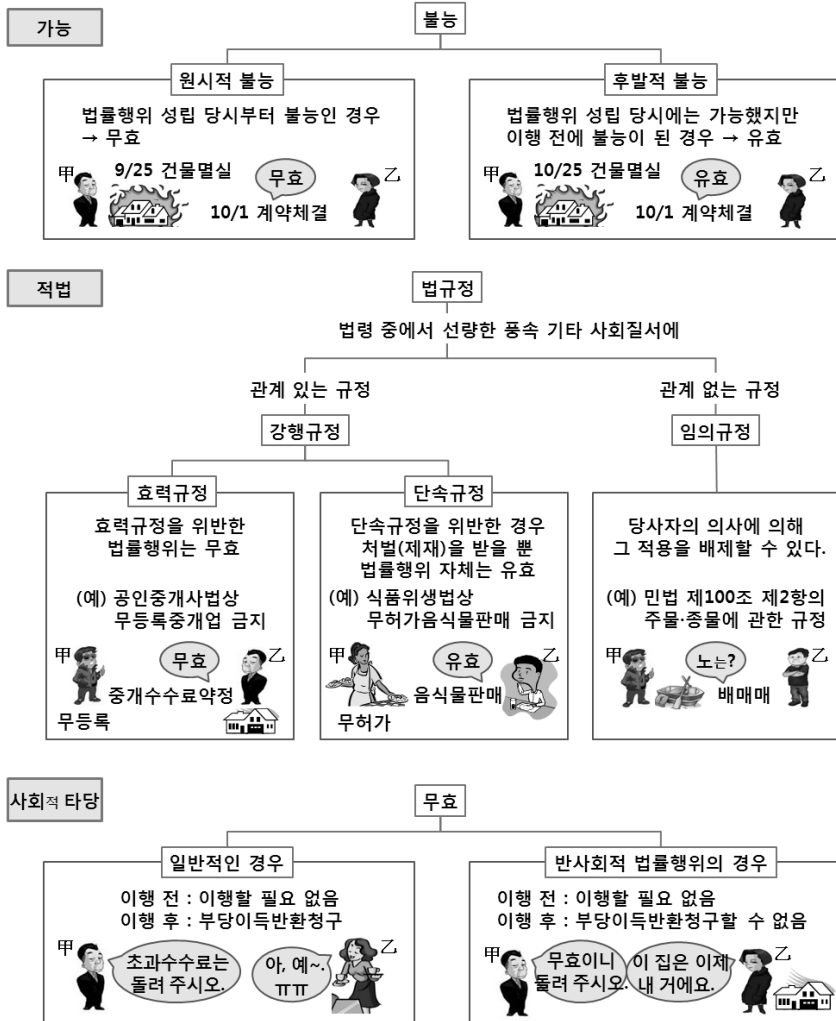 가능
불능
원시적 불능
법률행위 성립 당시부터 불능인 경우
→ 무효
甲
9/25 건물멸실
무효
乙
10/1 계약체결
후발적 불능
법률행위 성립 당시에는 가능했지만
이행 전에 불능이 된 경우 → 유효
甲
10/25 건물멸실
유효
乙
10/1 계약체결
적법
법규정
법령 중에서 선량한 풍속 기타 사회질서에
관계 있는 규정
관계 없는 규정
강행규정
임의규정
효력규정
효력규정을 위반한
법률행위는 무효
(예) 공인중개사법상
무등록중개업 금지
甲
무효
乙
중개수수료약정
무등록
단속규정
단속규정을 위반한 경우
처벌(제재)을 받을 뿐
법률행위 자체는 유효
(예) 식품위생법상
무허가음식물판매 금지
甲
유효
乙
음식물판매
무허가
당사자의 의사에 의해
그 적용을 배제할 수 있다.
(예) 민법 제100조 제2항의
주물·종물에 관한 규정
甲
노는?
乙
배매매
사회적 타당
무효
일반적인 경우
이행 전 : 이행할 필요 없음
이행 후 : 부당이득반환청구
甲
초과수수료는
돌려 주시오.
아, 예~.
ㅠㅠ
乙
반사회적 법률행위의 경우
이행 전 : 이행할 필요 없음
이행 후 : 부당이득반환청구할 수 없음
甲
무효이니
돌려 주시오.
이 집은 이제
내 거에요.
乙